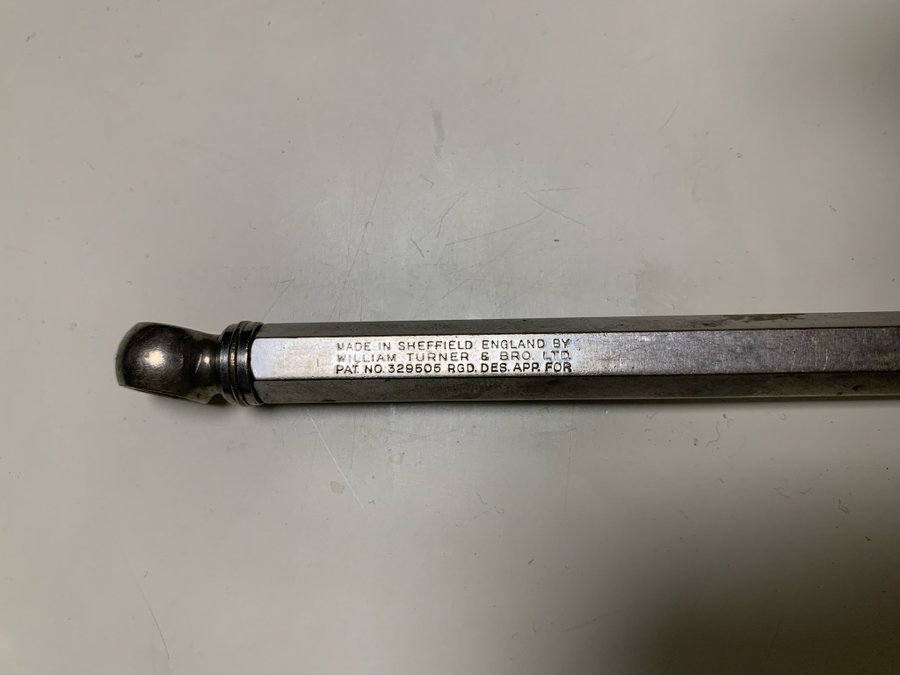 MADE IN SHEFFIELD ENGLAND BY
WILLIAM TURNER & BRO. LTD.
PAT. NO. 329505 RGD. DES. APP. FOR